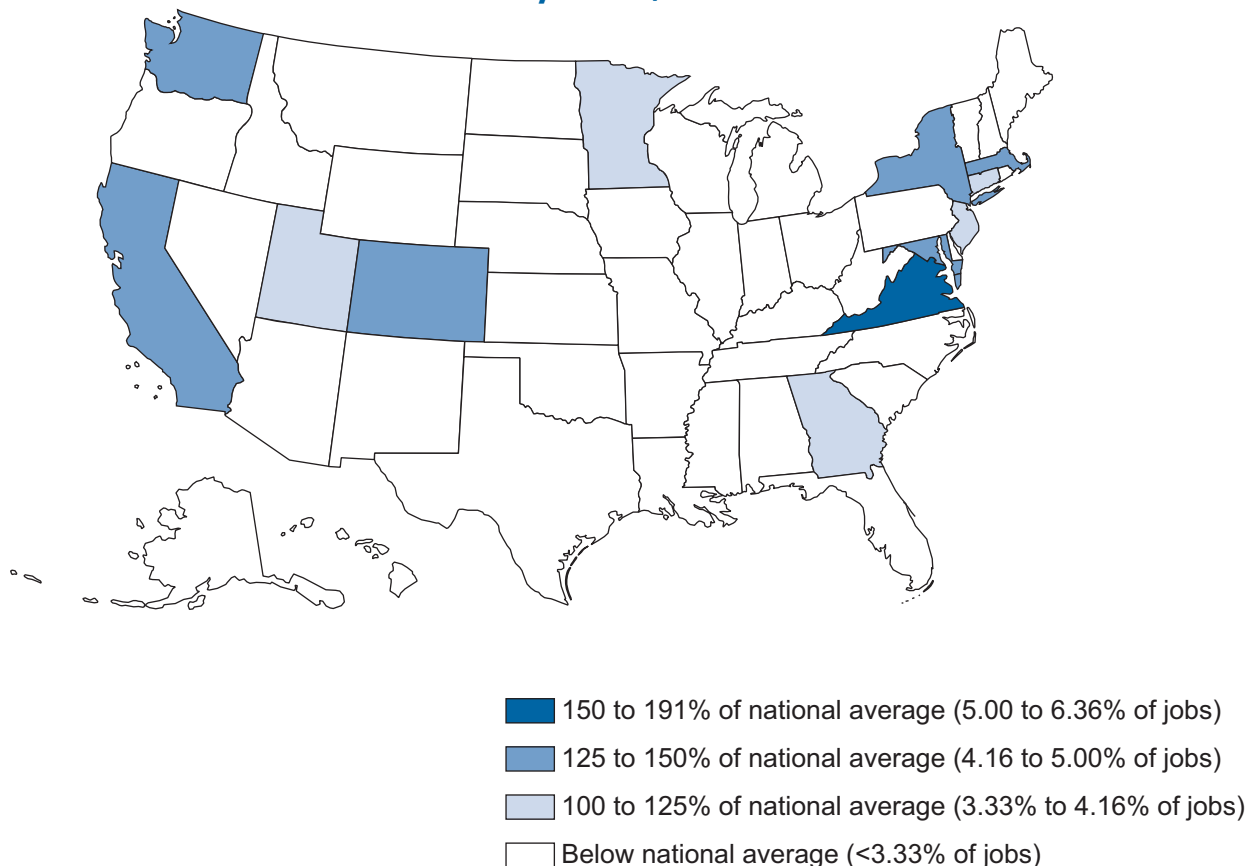 150 to 191% of national average (5.00 to 6.36% of jobs)
125 to 150% of national average (4.16 to 5.00% of jobs)
100 to 125% of national average (3.33% to 4.16% of jobs)
Below national average (<3.33% of jobs)